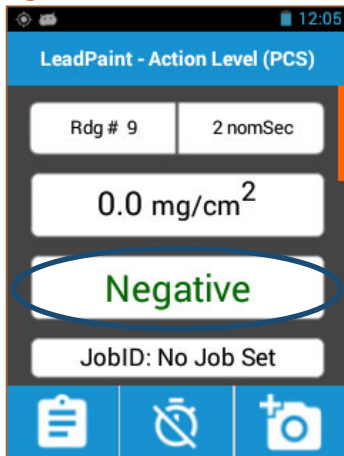 12:05
LeadPaint - Action Level (PCS)
Rdg # 9 2 nomSec
0.0 mg/cm²
Negative
JobID: No Job Set